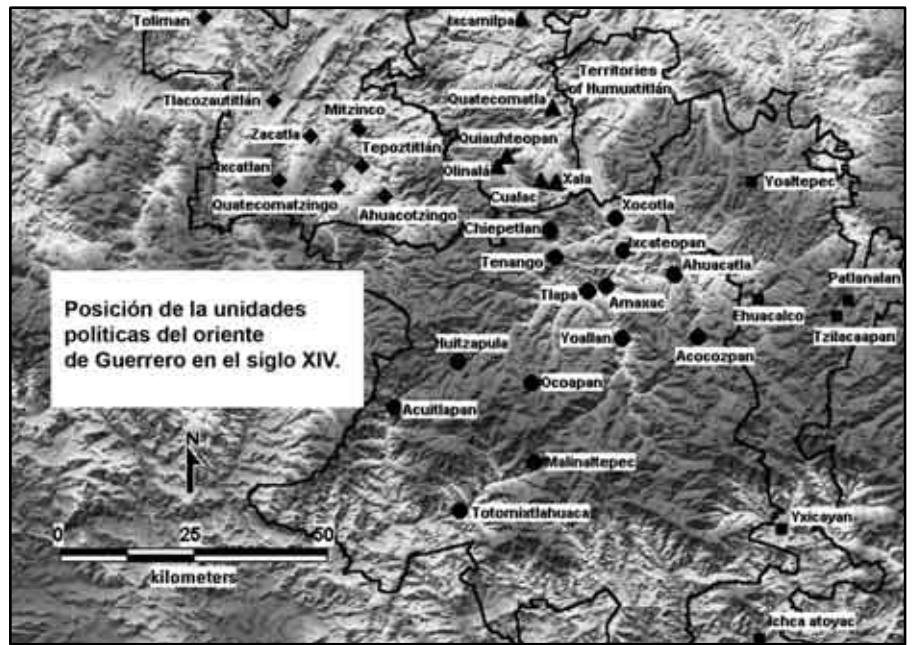 Toliman
Ixcamilpa
Territories
of Humuxtitlán
Tlacozautitlán
Quatecomatla
Mitzinco
Zacatla
Tepoztitlán
Quiauhteopan
Olinalá
Ixcatlan
Xala
Yoaltepec
Cualac
Quatecomatzingo
Ahuacotzingo
Xocotla
Chiepetlan
Ixcateopan
Tenango
Ahuacatla
Patlanalan
Tlapa
Amaxac
Ehuacalco
Tzilacaapan
Posición de la unidades
políticas del oriente
de Guerrero en el siglo XIV.
Yoallan
Acocozpan
Huitzapula
Ocoapan
Acuitlapan
N
Malinaltepec
Totomixtlahuaca
Yxicayan
0 25 50
kilometers
Ichca atoyac